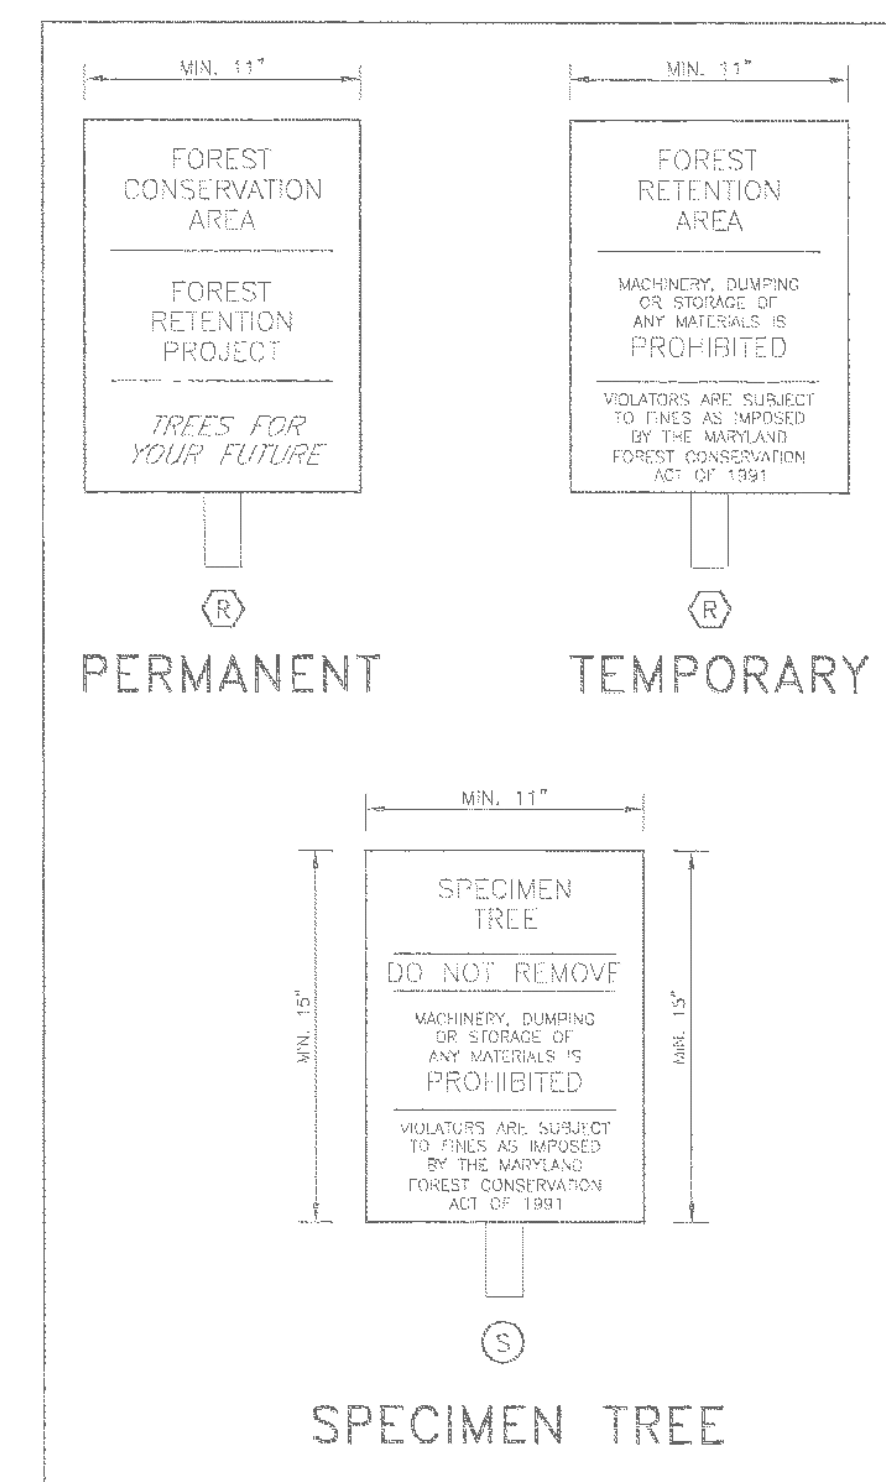 MIN. 11"
FOREST
CONSERVATION
AREA
FOREST
RETENTION
PROJECT
TREES FOR
YOUR FUTURE
R
PERMANENT
MIN. 11"
FOREST
RETENTION
AREA
MACHINERY, DUMPING
OR STORAGE OF
ANY MATERIALS IS
PROHIBITED
VIOLATORS ARE SUBJECT
TO FINES AS IMPOSED
BY THE MARYLAND
FOREST CONSERVATION
ACT OF 1991
R
TEMPORARY
MIN. 11"
MIN. 15"
SPECIMEN
TREE
DO NOT REMOVE
MACHINERY, DUMPING
OR STORAGE OF
ANY MATERIALS IS
PROHIBITED
VIOLATORS ARE SUBJECT
TO FINES AS IMPOSED
BY THE MARYLAND
FOREST CONSERVATION
ACT OF 1991
MIN. 15"
S
SPECIMEN TREE